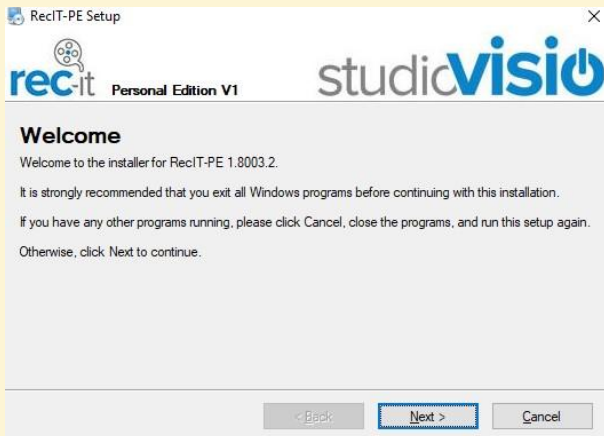 RecIT-PE Setup
rec-it Personal Edition V1
studicvisio
Welcome
Welcome to the installer for RecIT-PE 1.8003.2.
It is strongly recommended that you exit all Windows programs before continuing with this installation.
If you have any other programs running, please click Cancel, close the programs, and run this setup again.
Otherwise, click Next to continue.
< Back Next > Cancel